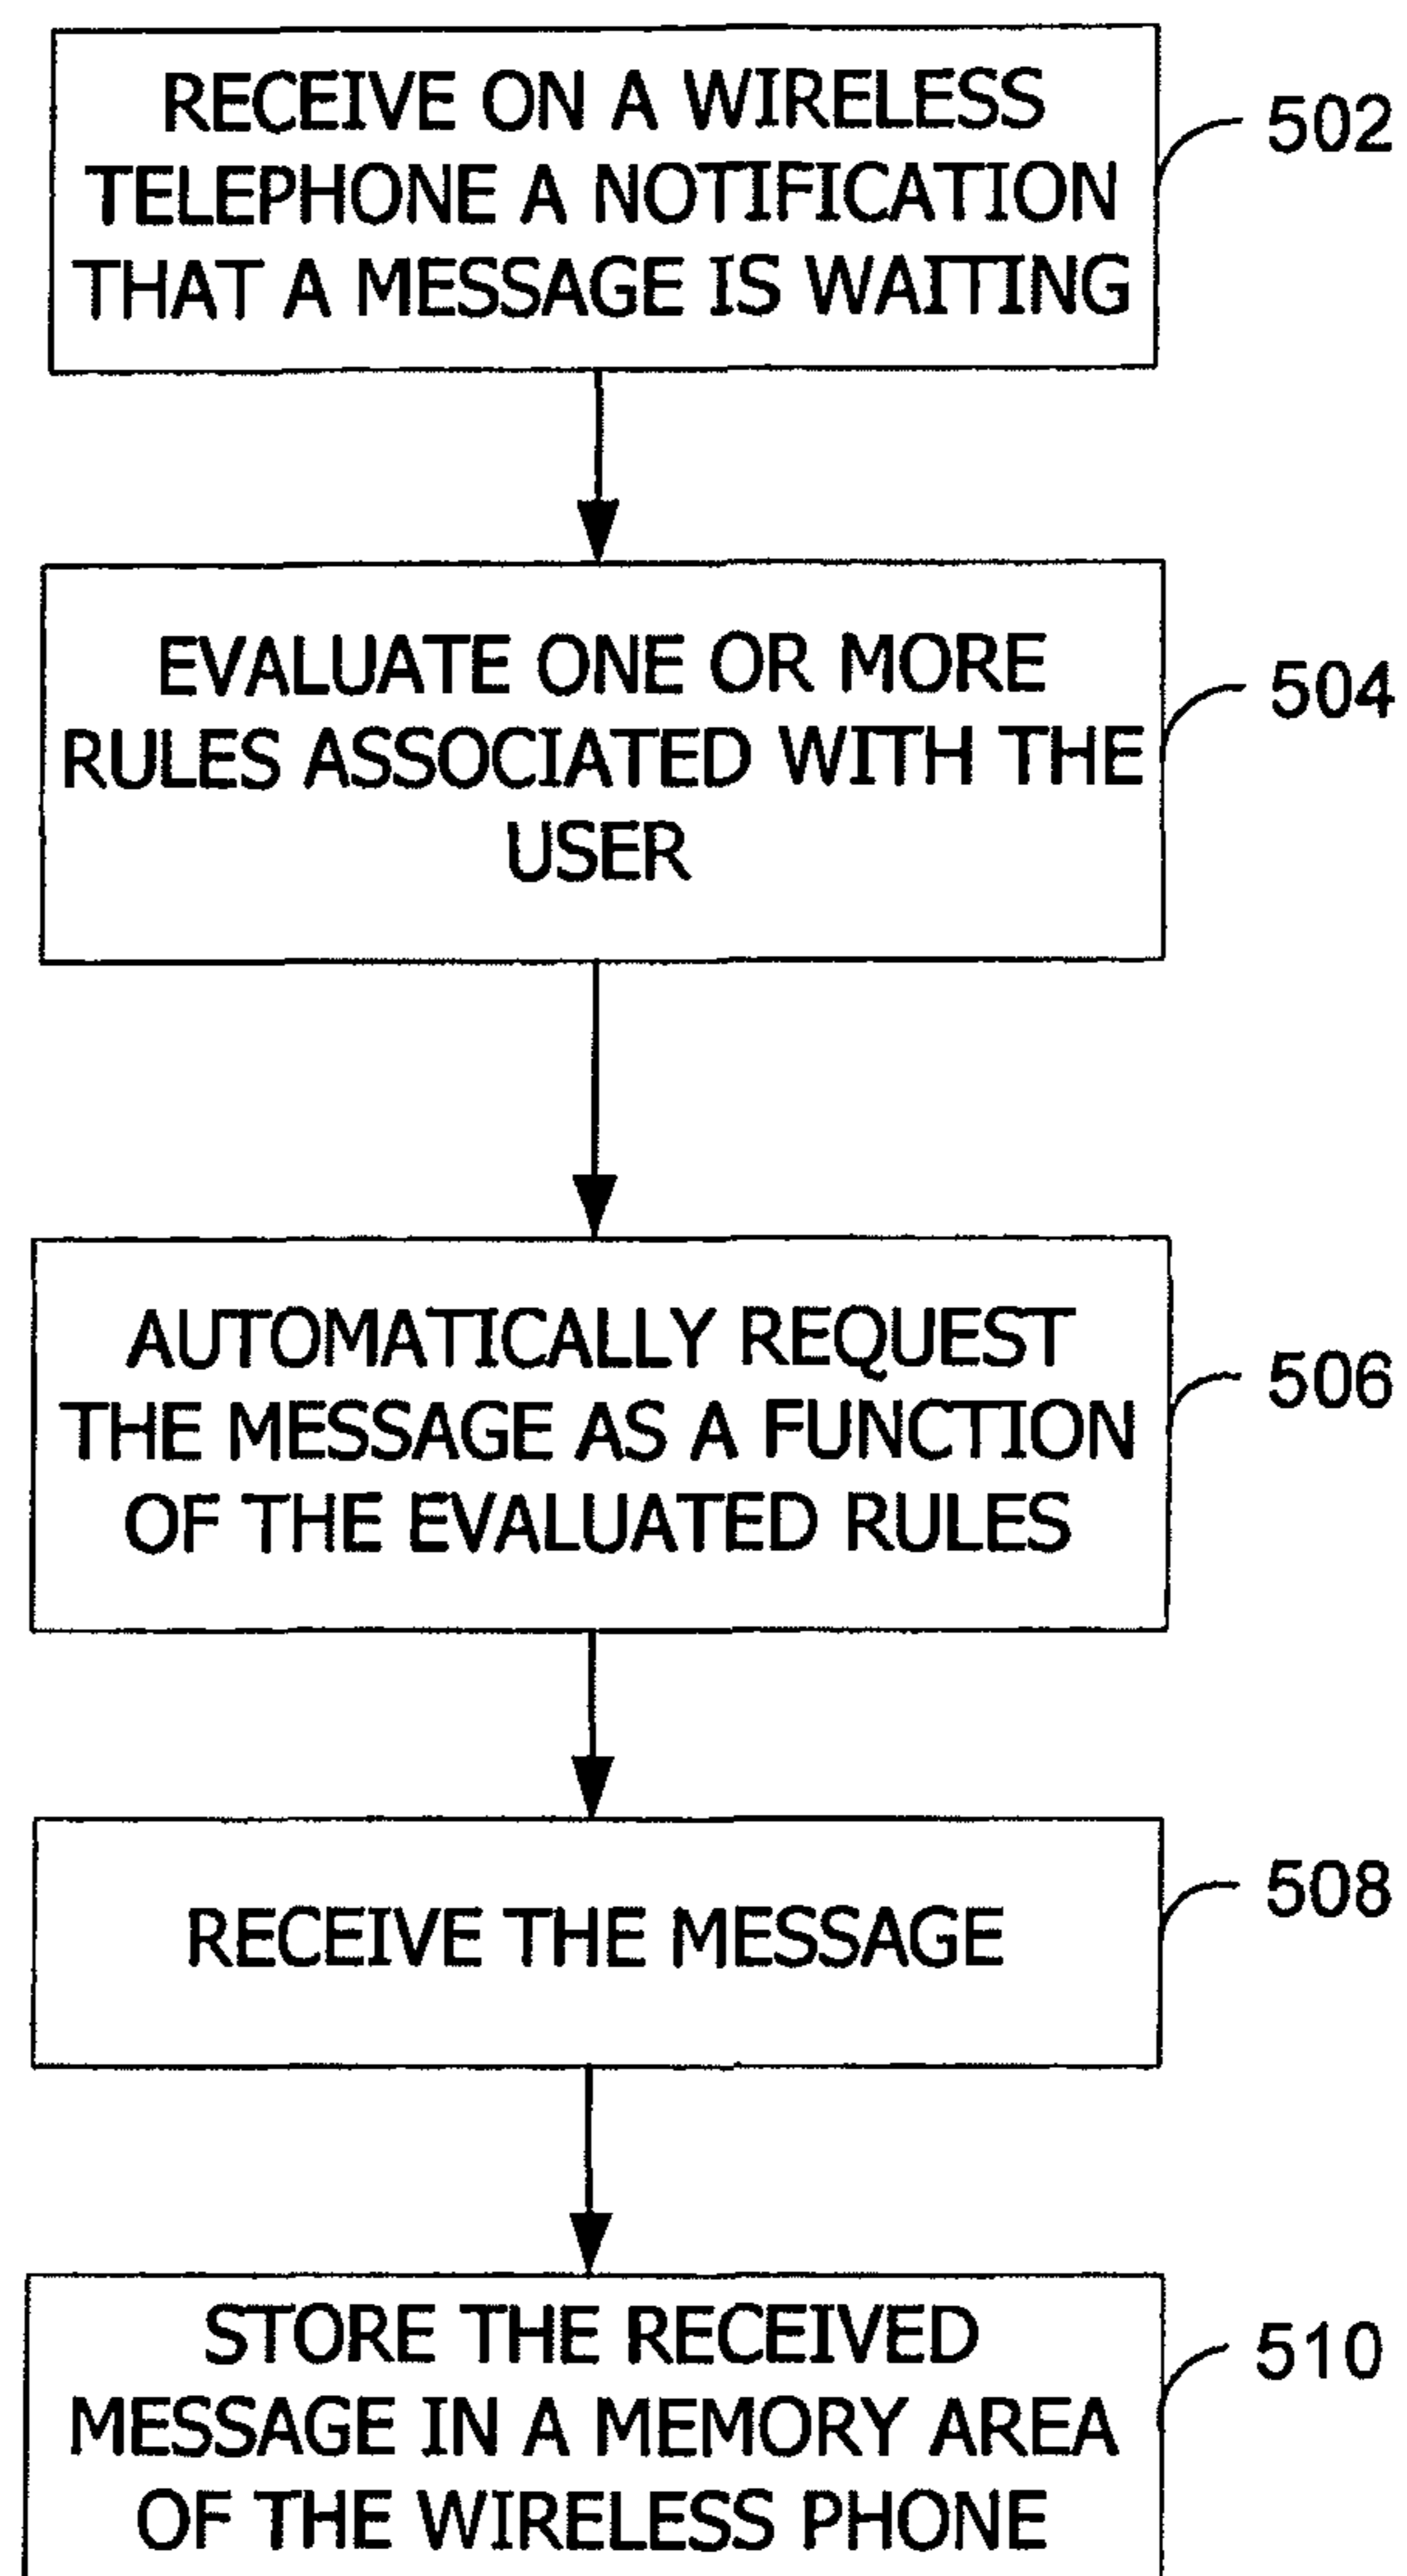 RECEIVE ON A WIRELESS
TELEPHONE A NOTIFICATION
THAT A MESSAGE IS WAITING
502
EVALUATE ONE OR MORE
RULES ASSOCIATED WITH THE
USER
504
AUTOMATICALLY REQUEST
THE MESSAGE AS A FUNCTION
OF THE EVALUATED RULES
506
RECEIVE THE MESSAGE
508
STORE THE RECEIVED
MESSAGE IN A MEMORY AREA
OF THE WIRELESS PHONE
510